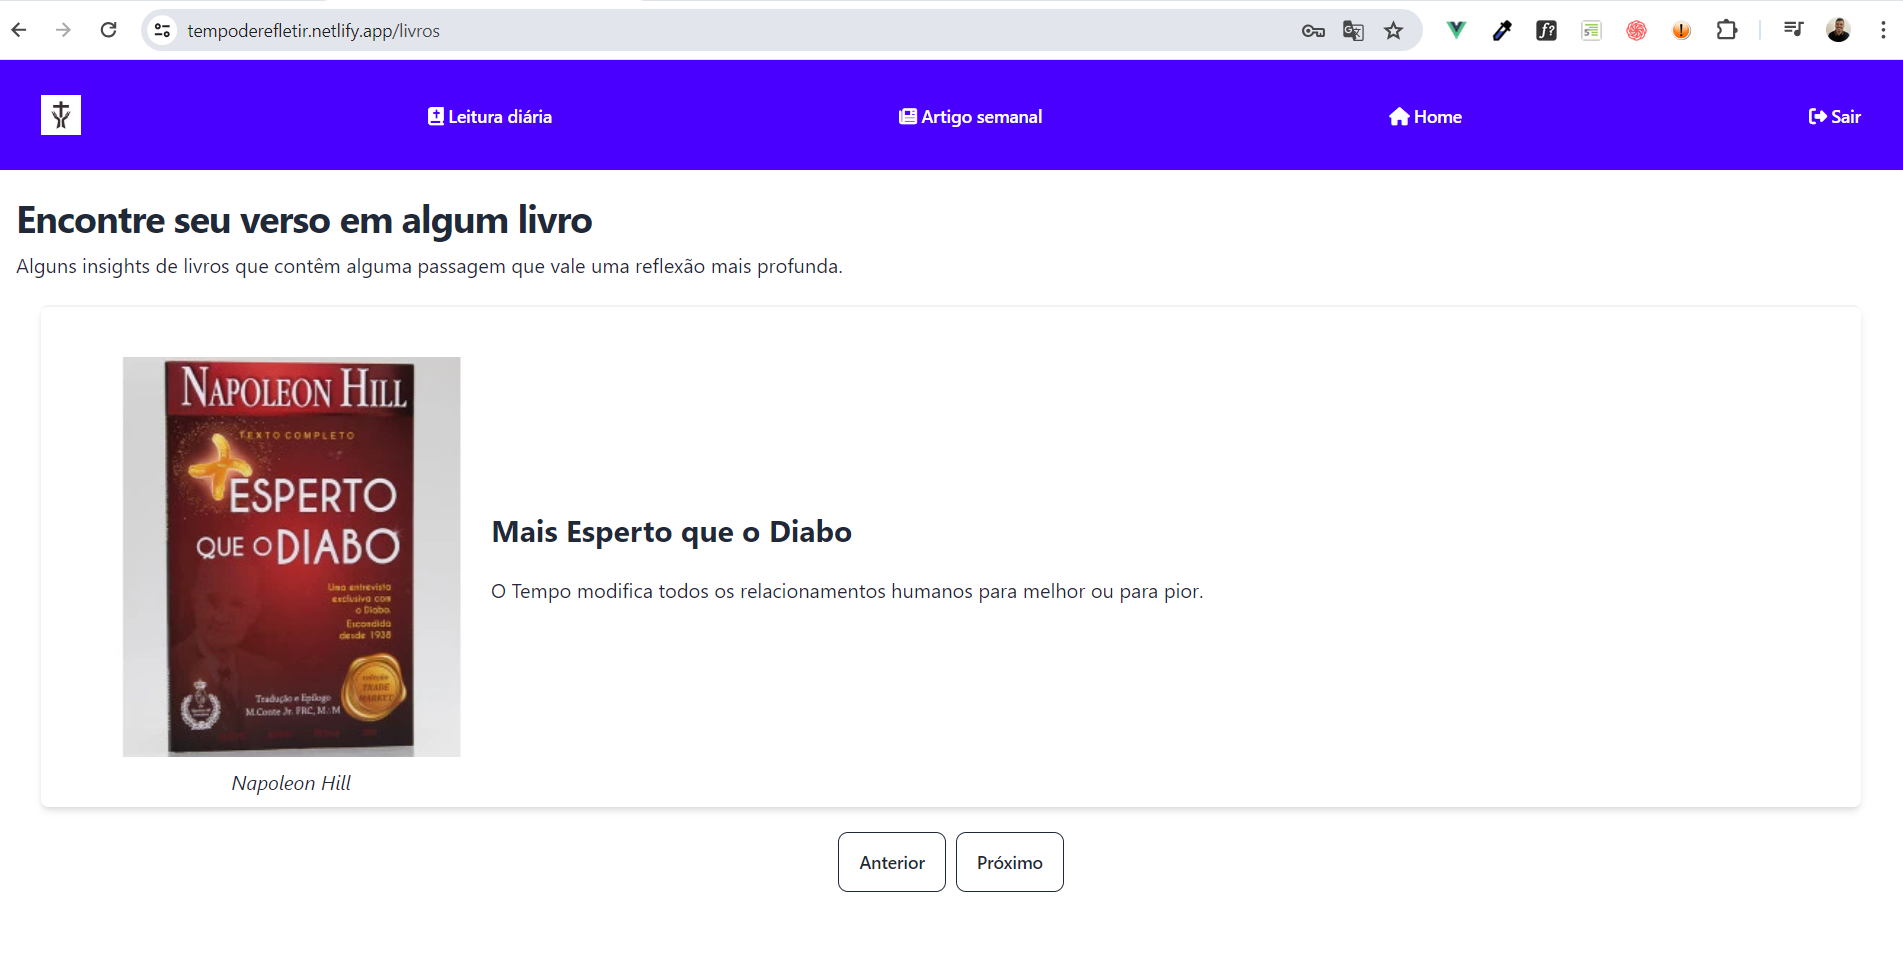 tempoderefletir.netlify.app/livros
Leitura diária
Artigo semanal
Home
Sair
Encontre seu verso em algum livro
Alguns insights de livros que contêm alguma passagem que vale uma reflexão mais profunda.
NAPOLEON HILL
TEXTO COMPLETO
+ESPERTO
QUE O DIABO
Uma entrevista
exclusiva com
o Diabo.
Escondida
desde 1938
coleção
TRADE
MARKET
Tradução e Epílogo
M.Conte Jr. FRC, M∴M
Napoleon Hill
Mais Esperto que o Diabo
O Tempo modifica todos os relacionamentos humanos para melhor ou para pior.
Anterior
Próximo